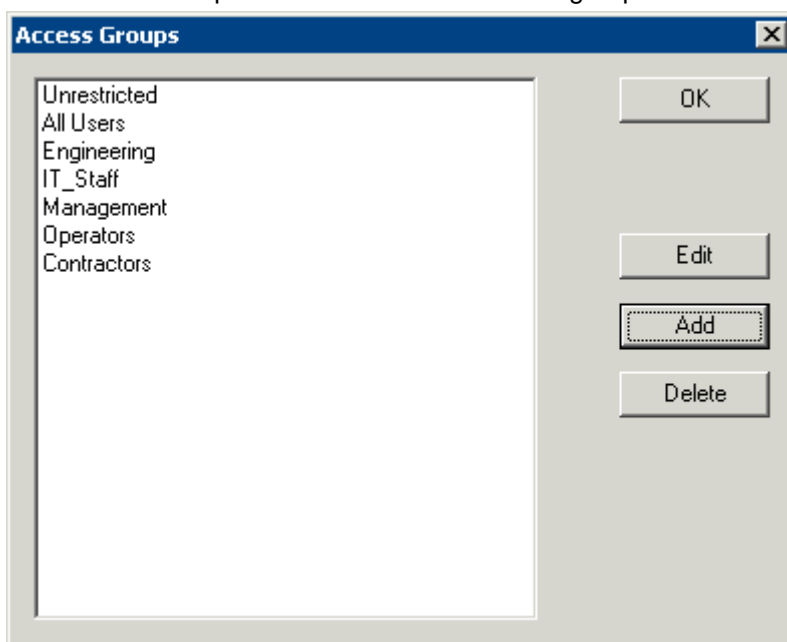 Access Groups
Unrestricted
All Users
Engineering
IT_Staff
Management
Operators
Contractors
OK
Edit
Add
Delete